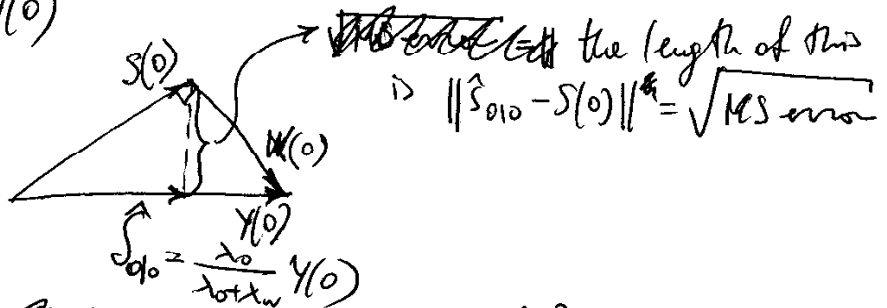 (0)
the length of this
is ||Ŝ₀|₀ - S(0)|| = √MS error
S(0)
W(0)
Y(0)
Ŝ₀|₀ = λ₀/(λ₀+λw) Y(0)